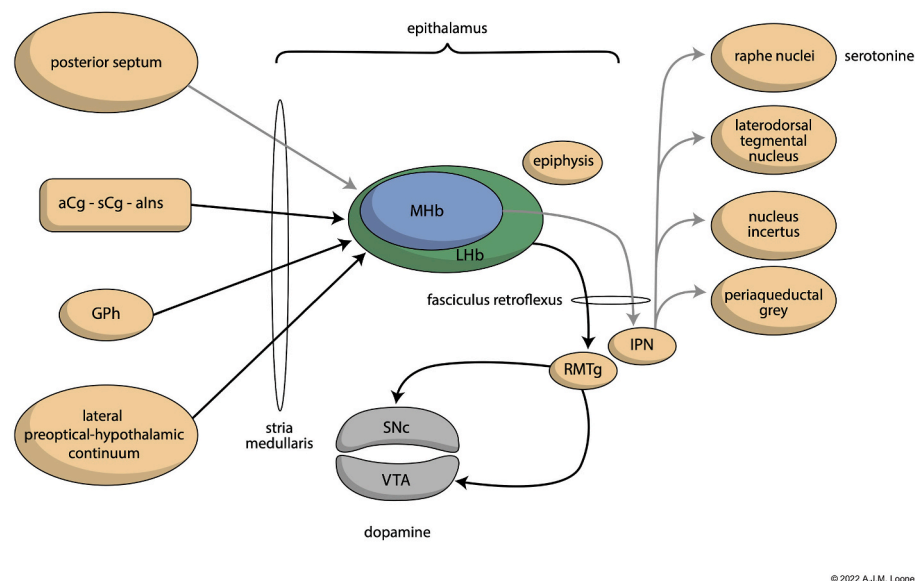 epithalamus
posterior septum
raphe nuclei
serotonine
laterodorsal
tegmental
nucleus
epiphysis
aCg - sCg - aIns
MHb
nucleus
incertus
LHb
fasciculus retroflexus
periaqueductal
grey
GPh
IPN
RMTg
lateral
preoptical-hypothalamic
continuum
stria
medullaris
SNc
VTA
dopamine
© 2022 A.J.M. Loone